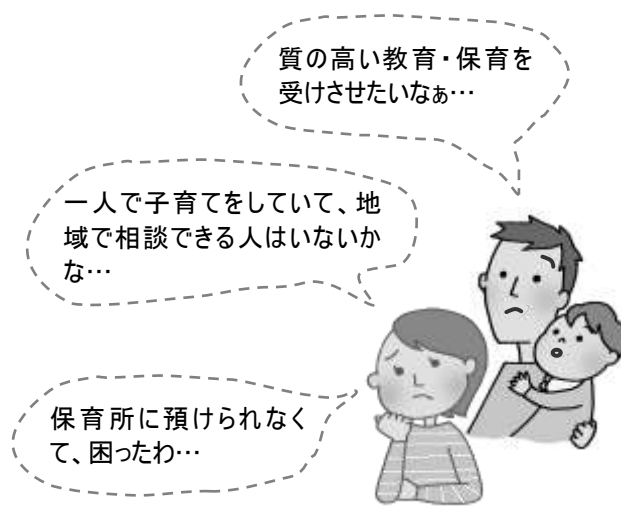 質の高い教育・保育を
受けさせたいなぁ…
一人で子育てをしていて、地
域で相談できる人はいないか
な…
保育所に預けられなく
て、困ったわ…